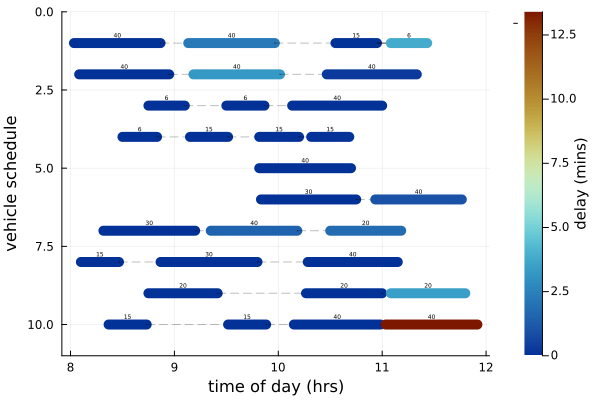 0.0
40 40 15 6
40 40 40
2.5
6 6 40
6 15 15 15
5.0
40
30 40
30 40 20
7.5
15 30 40
20 20 20
10.0
15 15 40 40
8 9 10 11 12
time of day (hrs)
vehicle schedule
12.5
10.0
7.5
5.0
2.5
0
delay (mins)